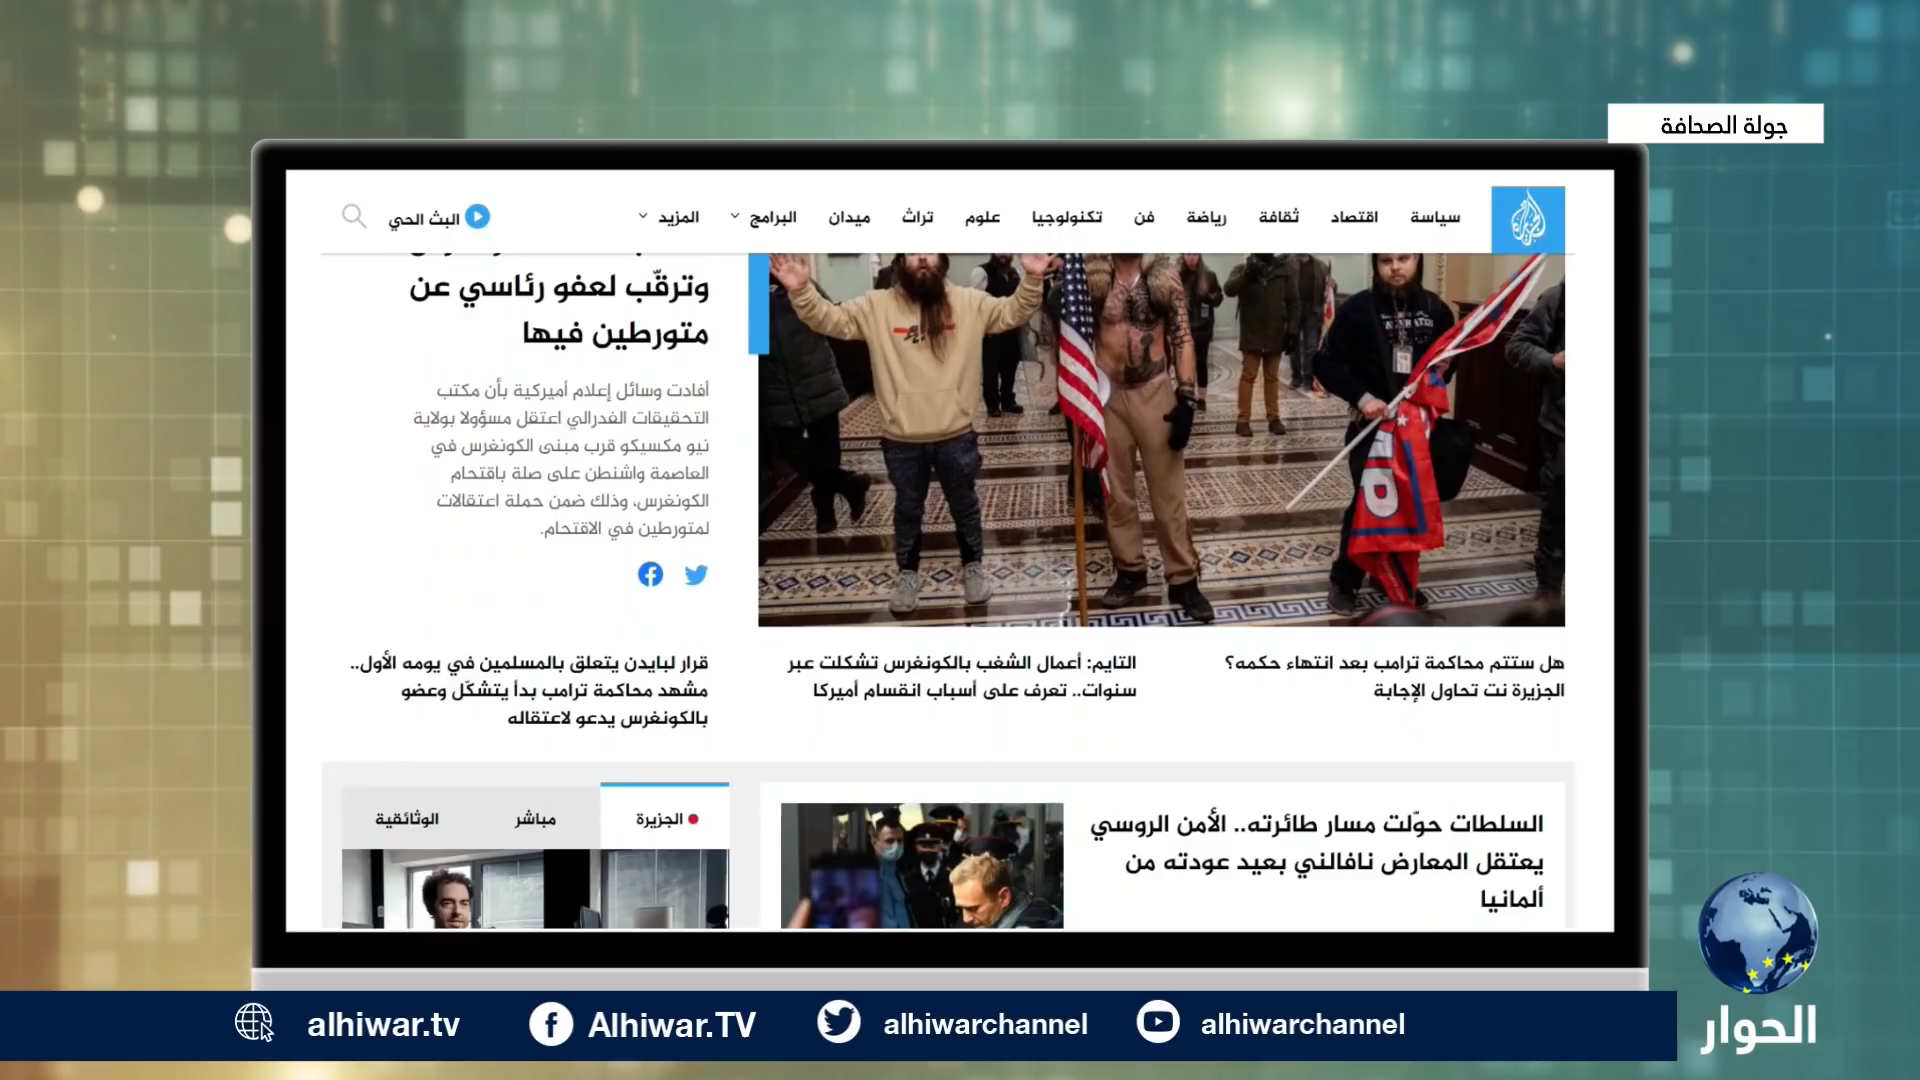 جولة الصحافة
سياسة
اقتصاد
ثقافة
رياضة
فن
تكنولوجيا
علوم
تراث
ميدان
البرامج
المزيد
البث الحي
وترقّب لعفو رئاسي عن
متورطين فيها
أفادت وسائل إعلام أميركية بأن مكتب
التحقيقات الفدرالي اعتقل مسؤولا بولاية
نيو مكسيكو قرب مبنى الكونغرس في
العاصمة واشنطن على صلة باقتحام
الكونغرس، وذلك ضمن حملة اعتقالات
لمتورطين في الاقتحام.
هل ستتم محاكمة ترامب بعد انتهاء حكمه؟
الجزيرة نت تحاول الإجابة
التايم: أعمال الشغب بالكونغرس تشكلت عبر
سنوات.. تعرف على أسباب انقسام أميركا
قرار لبايدن يتعلق بالمسلمين في يومه الأول..
مشهد محاكمة ترامب بدأ يتشكّل وعضو
بالكونغرس يدعو لاعتقاله
السلطات حوّلت مسار طائرته.. الأمن الروسي
يعتقل المعارض نافالني بعيد عودته من
ألمانيا
الجزيرة
مباشر
الوثائقية
alhiwar.tv
Alhiwar.TV
alhiwarchannel
alhiwarchannel
الحوار